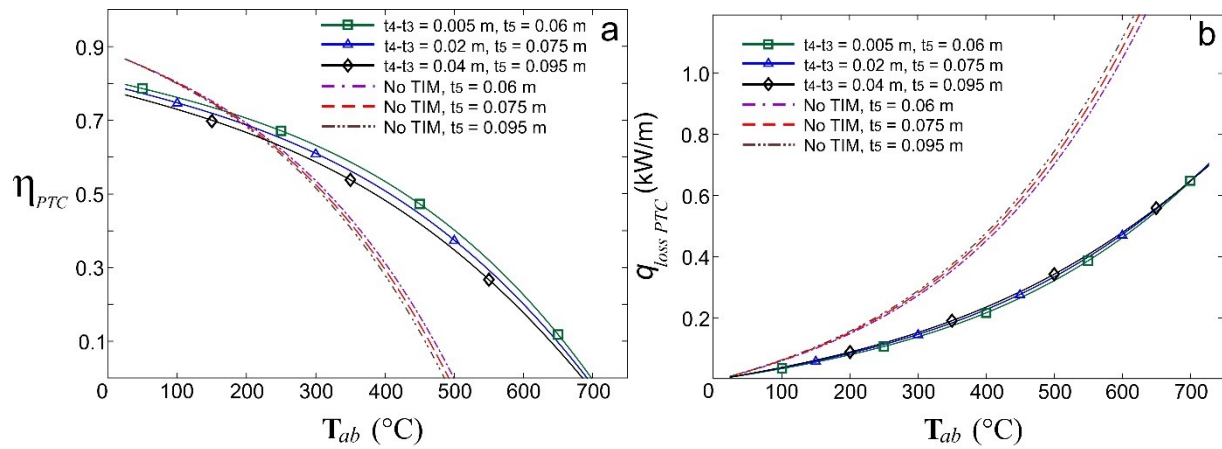 a
t4-t3 = 0.005 m, t5 = 0.06 m
t4-t3 = 0.02 m, t5 = 0.075 m
t4-t3 = 0.04 m, t5 = 0.095 m
No TIM, t5 = 0.06 m
No TIM, t5 = 0.075 m
No TIM, t5 = 0.095 m
0.9
0.7
0.5
0.3
0.1
ηPTC
0 100 200 300 400 500 600 700
Tab (°C)
b
t4-t3 = 0.005 m, t5 = 0.06 m
t4-t3 = 0.02 m, t5 = 0.075 m
t4-t3 = 0.04 m, t5 = 0.095 m
No TIM, t5 = 0.06 m
No TIM, t5 = 0.075 m
No TIM, t5 = 0.095 m
1.0
0.8
0.6
0.4
0.2
qloss PTC (kW/m)
0 100 200 300 400 500 600 700
Tab (°C)